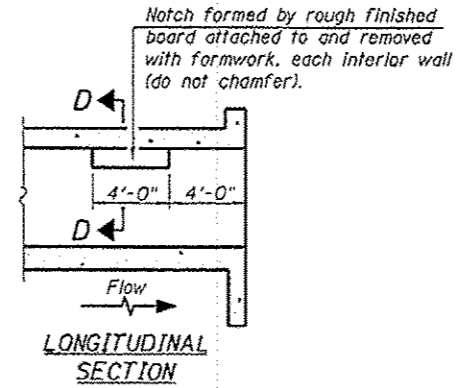 Notch formed by rough finished
board attached to and removed
with formwork, each interior wall
(do not chamfer).
D
4'-0" 4'-0"
D
Flow
LONGITUDINAL
SECTION